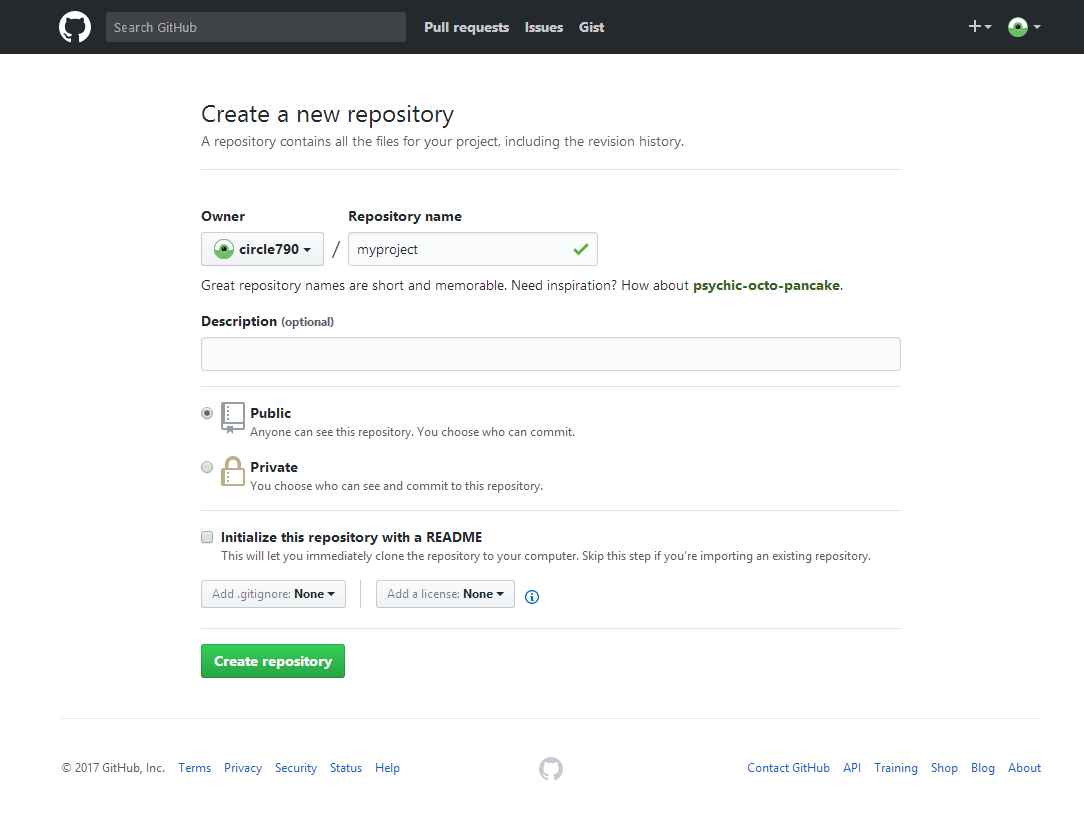 Search GitHub Pull requests Issues Gist
Create a new repository
A repository contains all the files for your project, including the revision history.
Owner Repository name
circle790 / myproject
Great repository names are short and memorable. Need inspiration? How about psychic-octo-pancake.
Description (optional)
Public
Anyone can see this repository. You choose who can commit.
Private
You choose who can see and commit to this repository.
Initialize this repository with a README
This will let you immediately clone the repository to your computer. Skip this step if you're importing an existing repository.
Add .gitignore: None Add a license: None
Create repository
© 2017 GitHub, Inc. Terms Privacy Security Status Help Contact GitHub API Training Shop Blog About